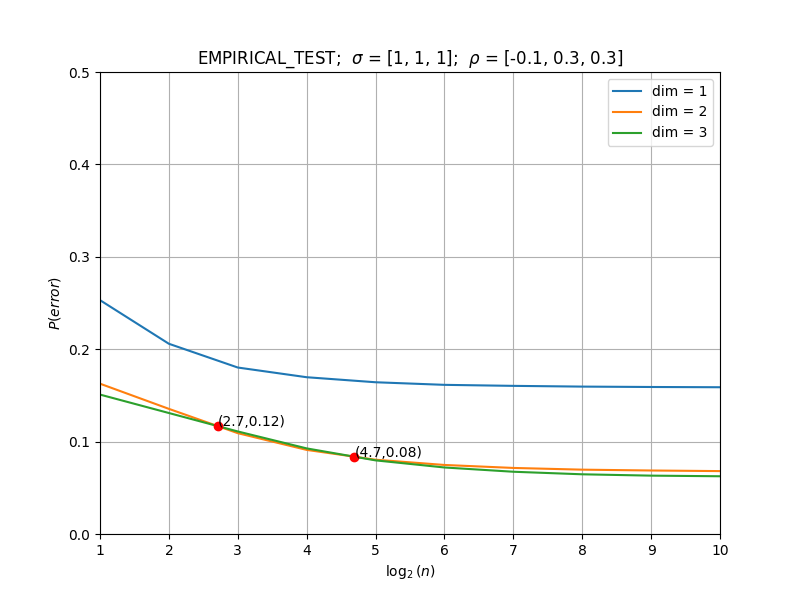 EMPIRICAL_TEST; σ = [1, 1, 1]; ρ = [-0.1, 0.3, 0.3]
0.5
0.4
0.3
0.2
0.1
0.0
P(error)
dim = 1
dim = 2
dim = 3
(2.7,0.12)
(4.7,0.08)
1 2 3 4 5 6 7 8 9 10
log₂(n)